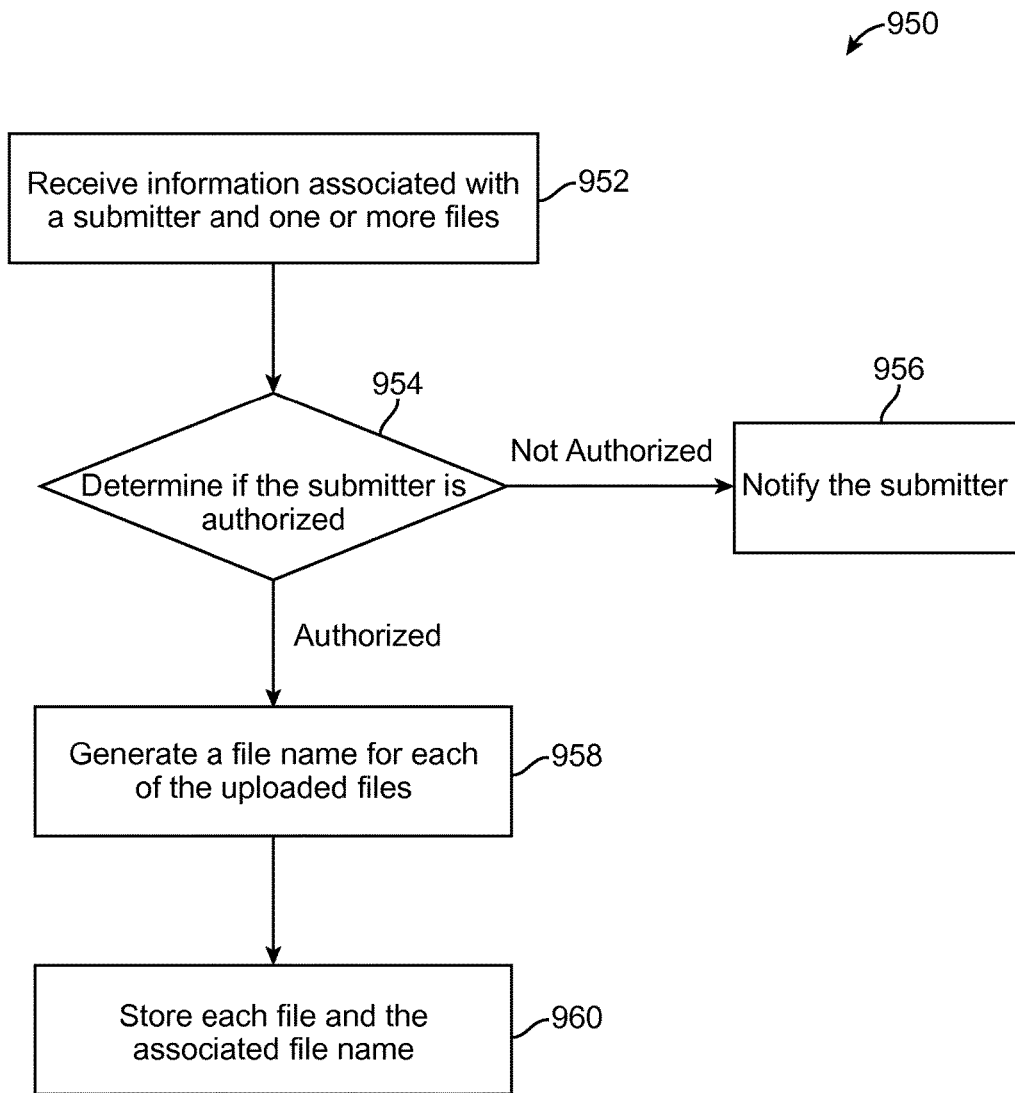 950
Receive information associated with
a submitter and one or more files
952
954
956
Not Authorized
Determine if the submitter is
authorized
Notify the submitter
Authorized
Generate a file name for each
of the uploaded files
958
Store each file and the
associated file name
960